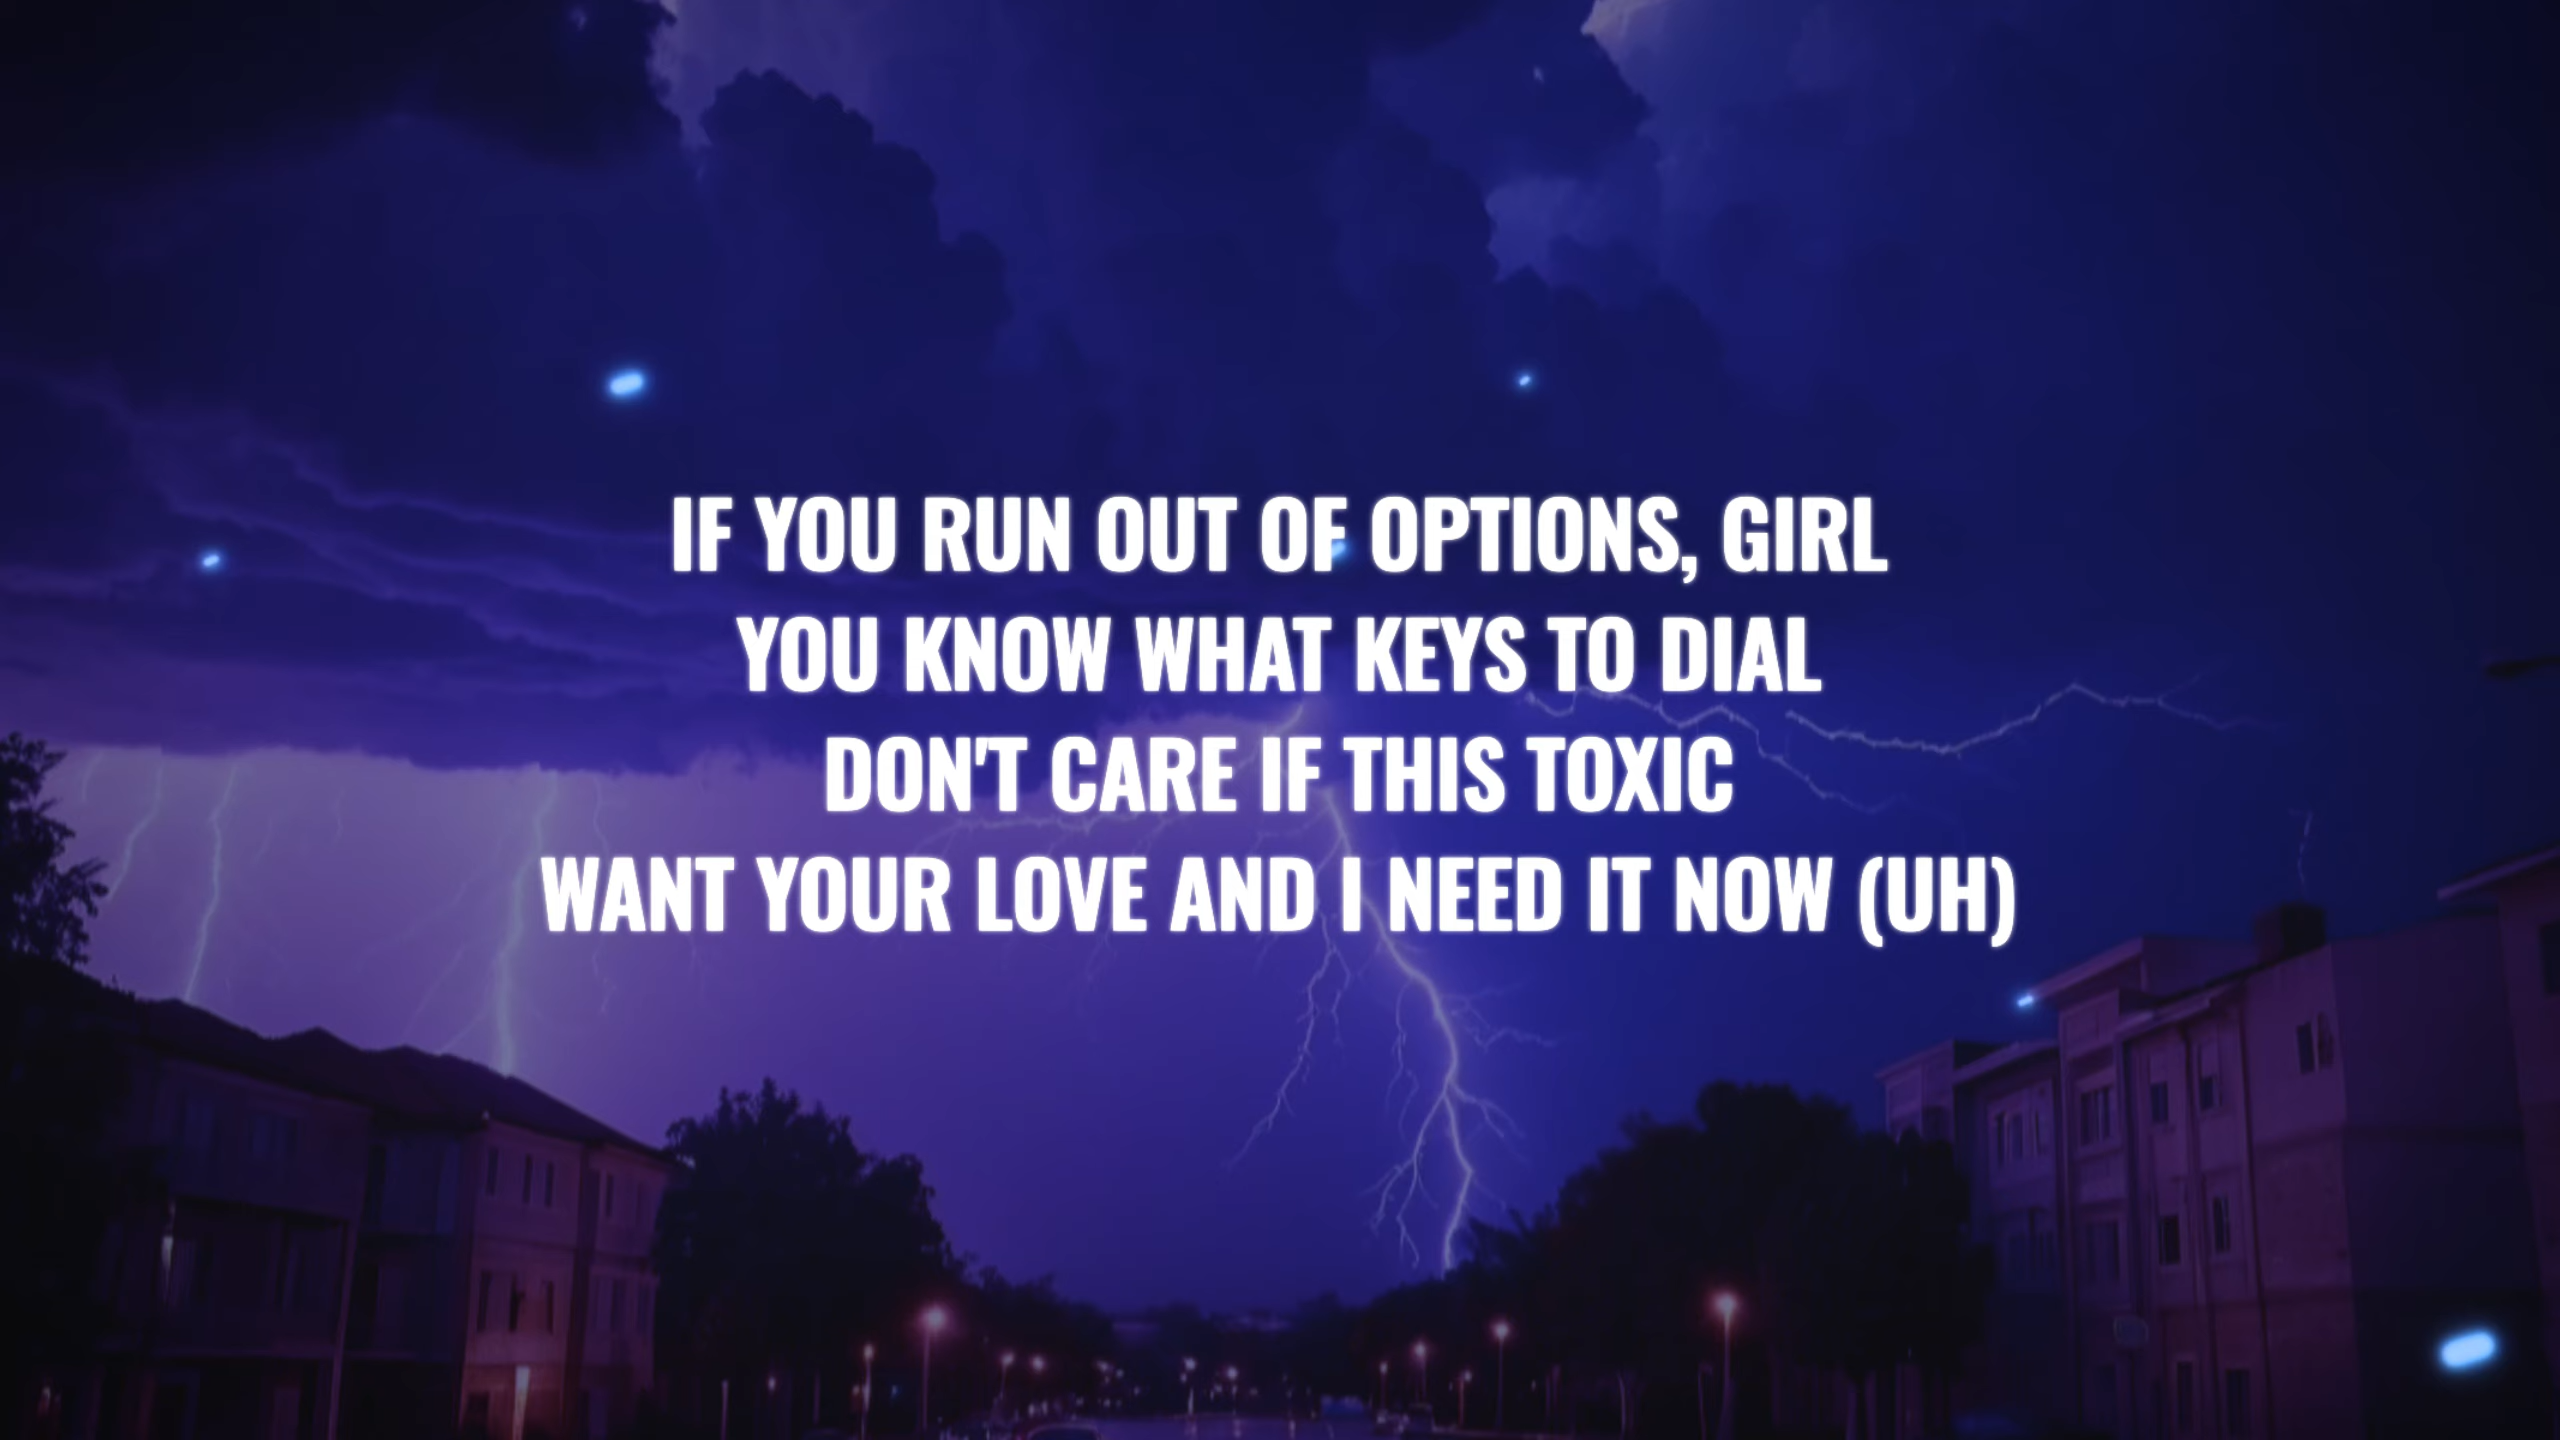 IF YOU RUN OUT OF OPTIONS, GIRL
YOU KNOW WHAT KEYS TO DIAL
DON'T CARE IF THIS TOXIC
WANT YOUR LOVE AND I NEED IT NOW (UH)